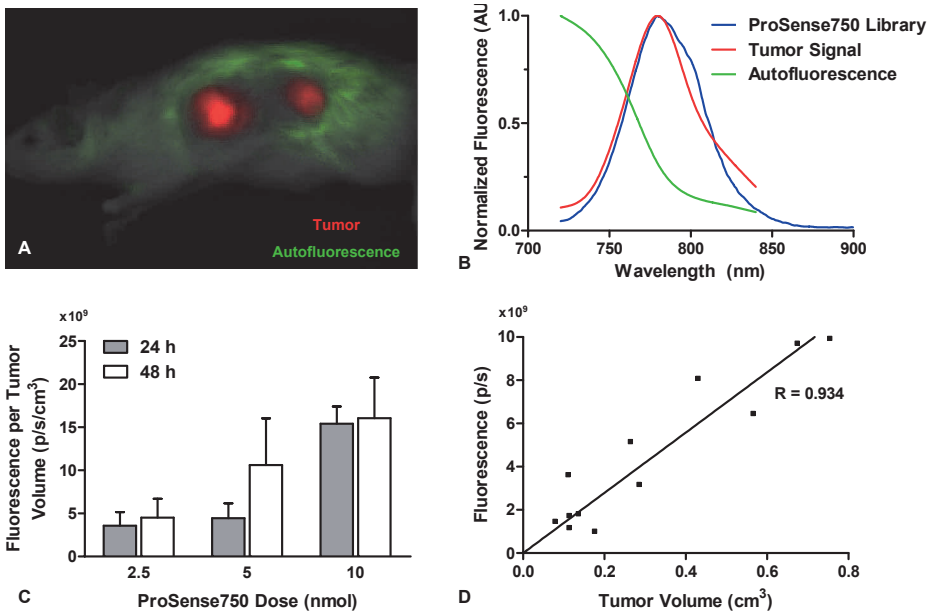 Tumor
Autofluorescence
A
Normalized Fluorescence (AU
1.0
0.5
0.0
700
750
800
850
900
Wavelength (nm)
ProSense750 Library
Tumor Signal
Autofluorescence
B
x10⁹
Fluorescence per Tumor
Volume (p/s/cm³)
25
20
15
10
5
0
24 h
48 h
2.5
5
10
ProSense750 Dose (nmol)
C
x10⁹
Fluorescence (p/s)
10
8
6
4
2
0
R = 0.934
0.0
0.2
0.4
0.6
0.8
Tumor Volume (cm³)
D